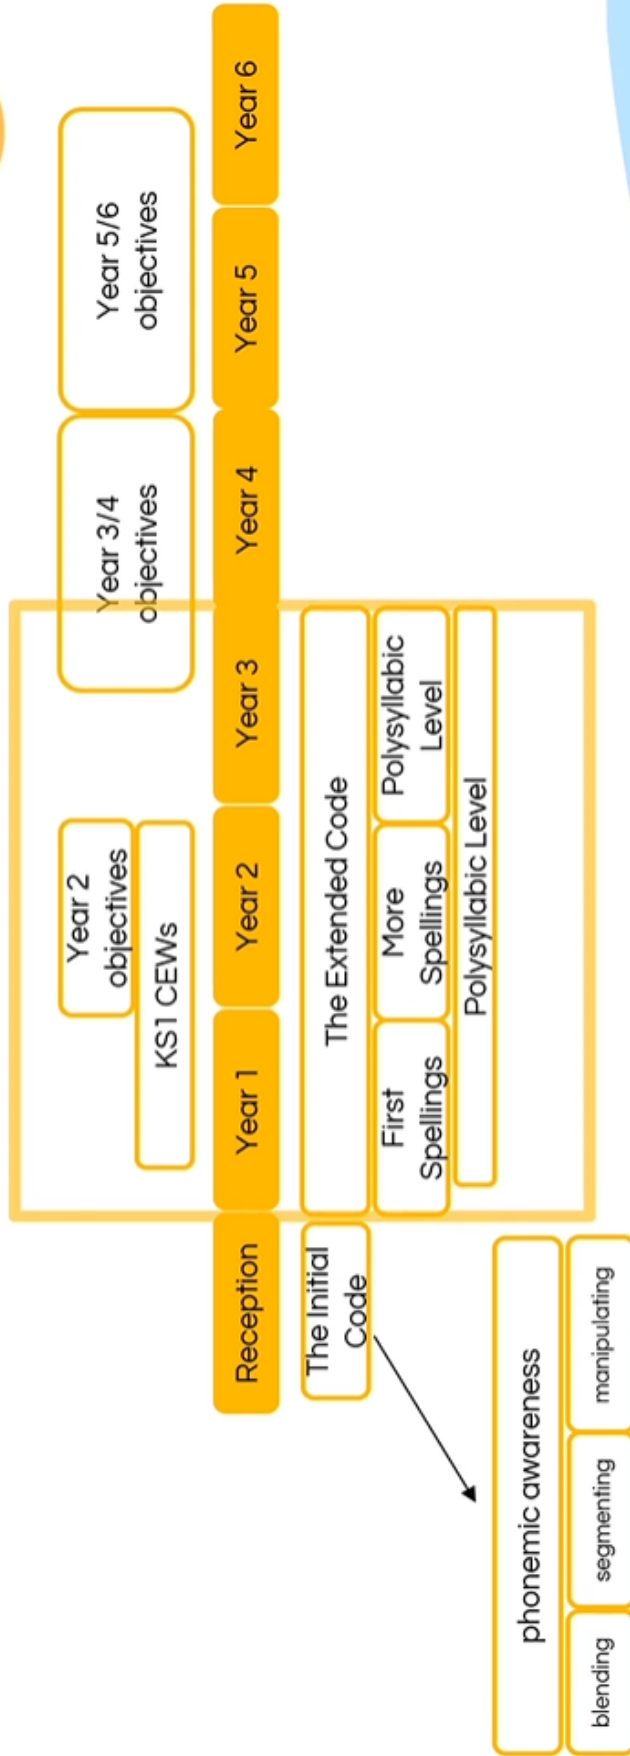 Year 2
objectives
Year 3/4
objectives
Year 5/6
objectives
KS1 CEWs
Reception
Year 1
Year 2
Year 3
Year 4
Year 5
Year 6
The Initial
Code
The Extended Code
First
Spellings
More
Spellings
Polysyllabic
Level
Polysyllabic Level
phonemic awareness
blending
segmenting
manipulating